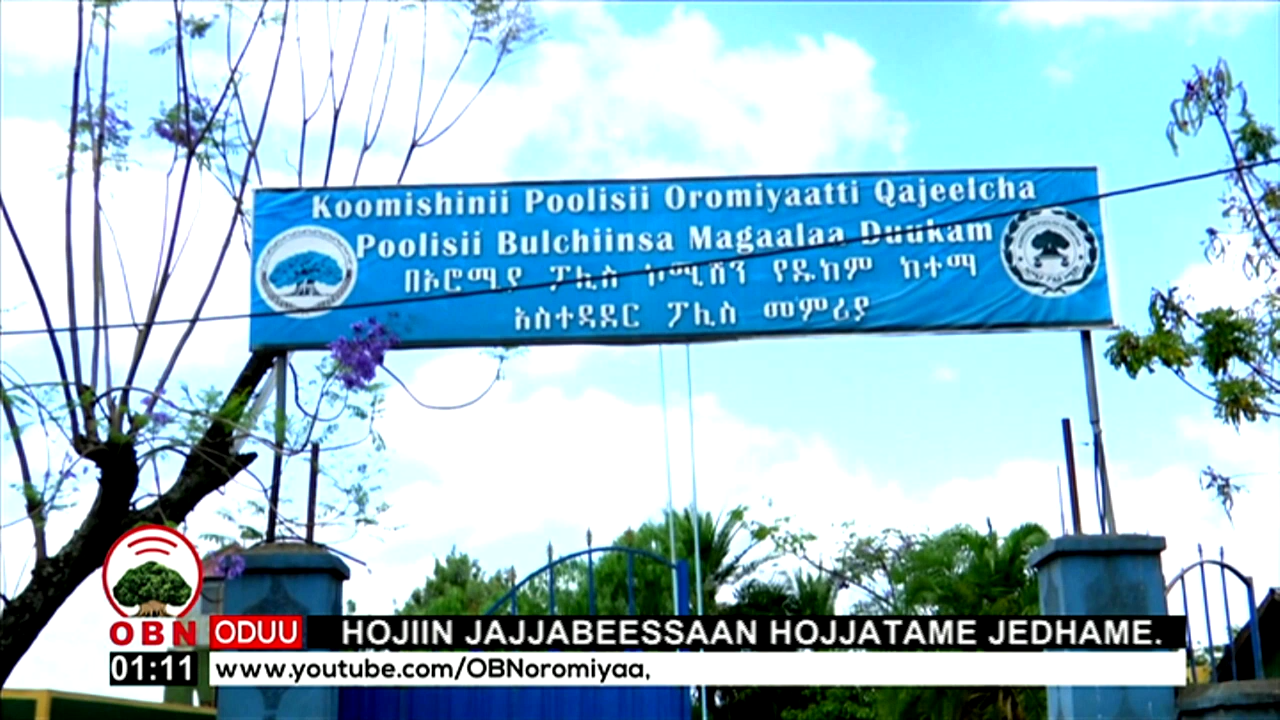 Koomishinii Poolisii Oromiyaatti Qajeelcha
Poolisii Bulchiinsa Magaalaa Duukam
በኦሮሚያ ፖሊስ ኮሚሽን የዱከም ከተማ
አስተዳደር ፖሊስ መምሪያ
OBN ODUU HOJIIN JAJJABEESSAAN HOJJATAME JEDHAME.
01:11 www.youtube.com/OBNoromiyaa,